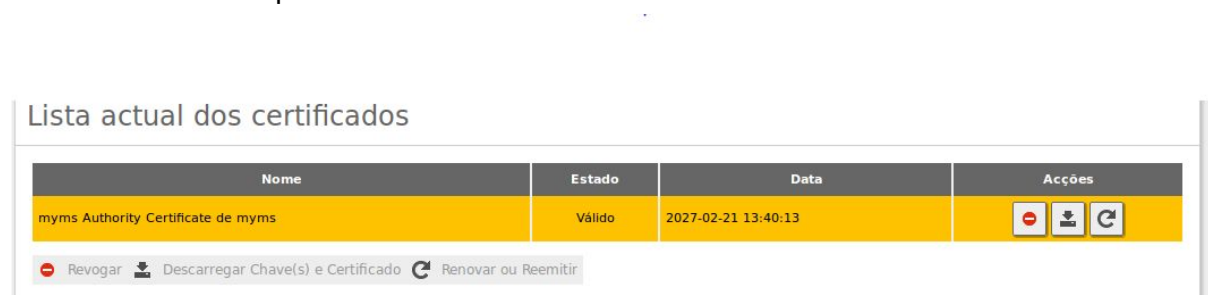 Lista actual dos certificados
Nome Estado Data Acções
myms Authority Certificate de myms Válido 2027-02-21 13:40:13
Revogar Descarregar Chave(s) e Certificado Renovar ou Reemitir